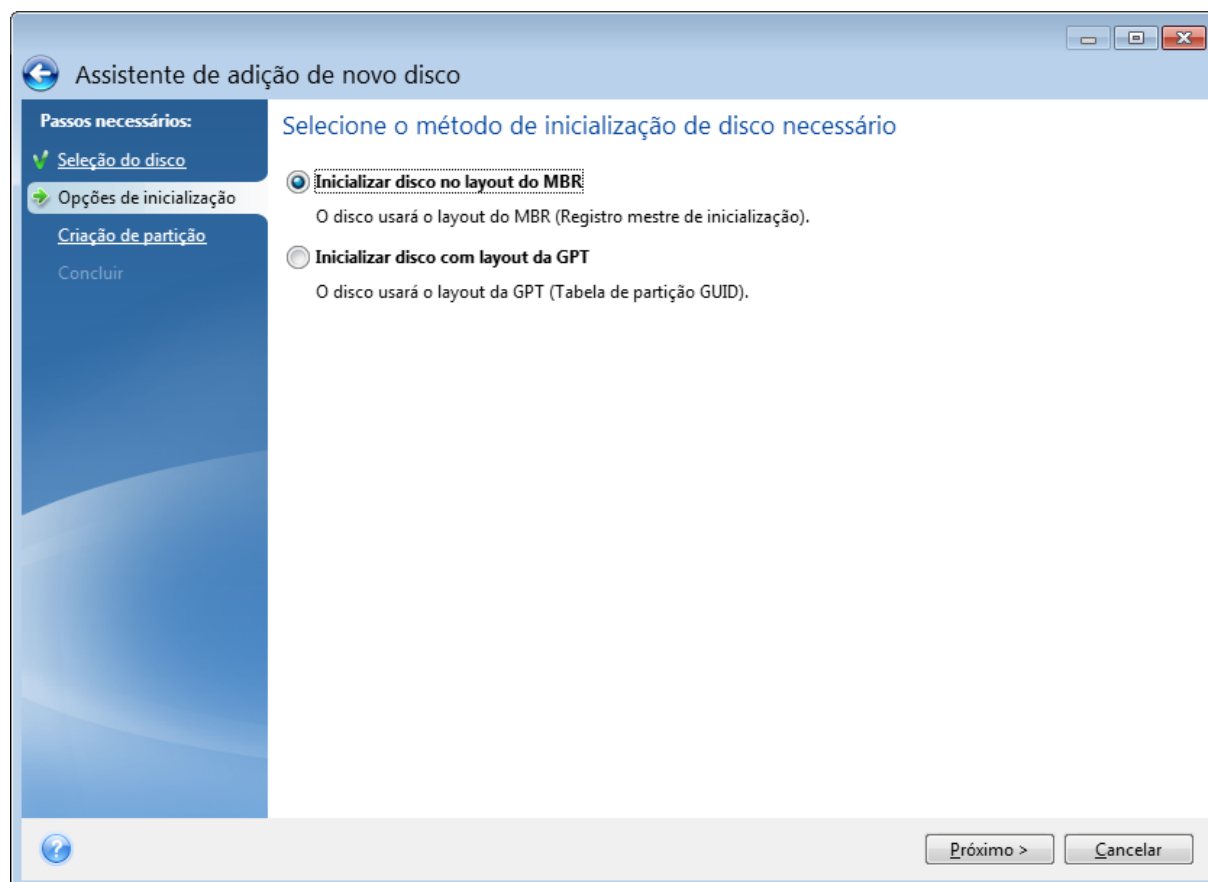 Assistente de adição de novo disco
Passos necessários:
Seleção do disco
Opções de inicialização
Criação de partição
Concluir
Selecione o método de inicialização de disco necessário
Inicializar disco no layout do MBR
O disco usará o layout do MBR (Registro mestre de inicialização).
Inicializar disco com layout da GPT
O disco usará o layout da GPT (Tabela de partição GUID).
Próximo >
Cancelar